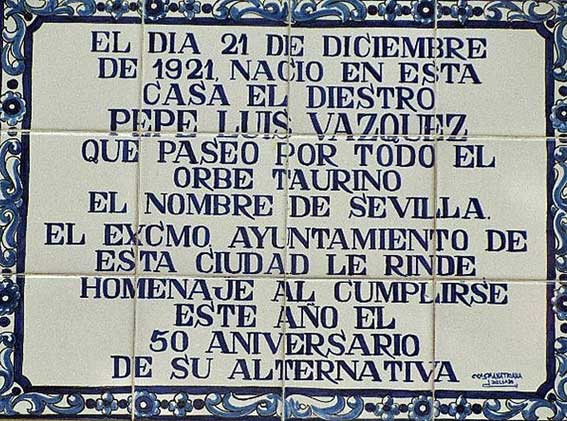 EL DIA 21 DE DICIEMBRE
DE 1921, NACIO EN ESTA
CASA EL DIESTRO
PEPE LUIS VAZQUEZ
QUE PASEO POR TODO EL
ORBE TAURINO
EL NOMBRE DE SEVILLA.
EL EXCMO. AYUNTAMIENTO DE
ESTA CIUDAD LE RINDE
HOMENAJE AL CUMPLIRSE
ESTE AÑO EL
50 ANIVERSARIO
DE SU ALTERNATIVA